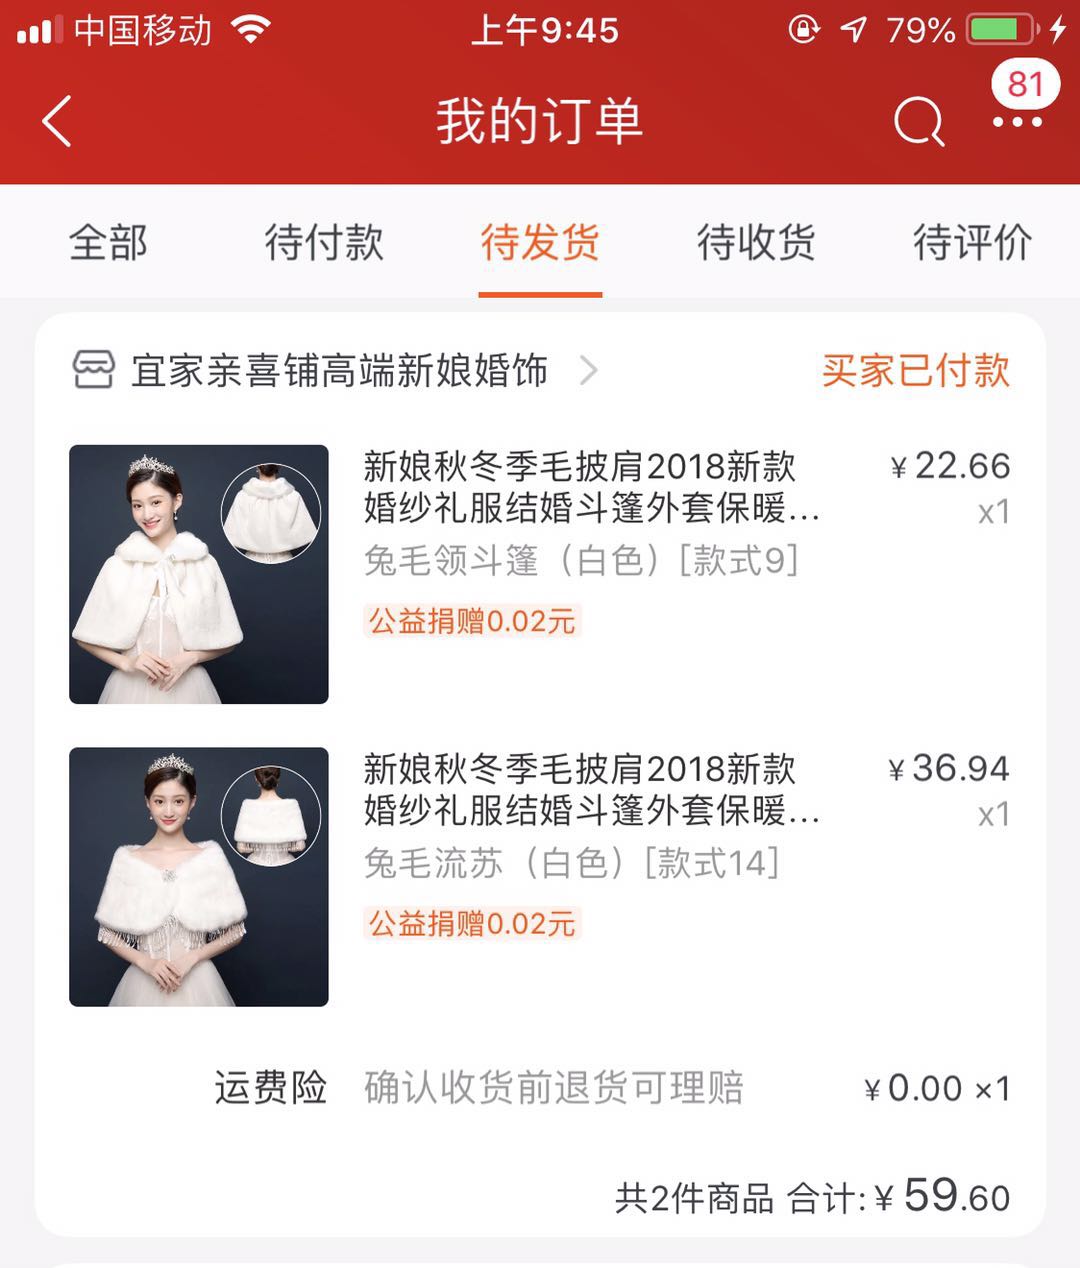 中国移动 上午9:45 79%
81
我的订单
全部 待付款 待发货 待收货 待评价
宜家亲喜铺高端新娘婚饰 买家已付款
新娘秋冬季毛披肩2018新款 ¥22.66
婚纱礼服结婚斗篷外套保暖... x1
兔毛领斗篷（白色）[款式9]
公益捐赠0.02元
新娘秋冬季毛披肩2018新款 ¥36.94
婚纱礼服结婚斗篷外套保暖... x1
兔毛流苏（白色）[款式14]
公益捐赠0.02元
运费险 确认收货前退货可理赔 ¥0.00 ×1
共2件商品 合计:¥59.60